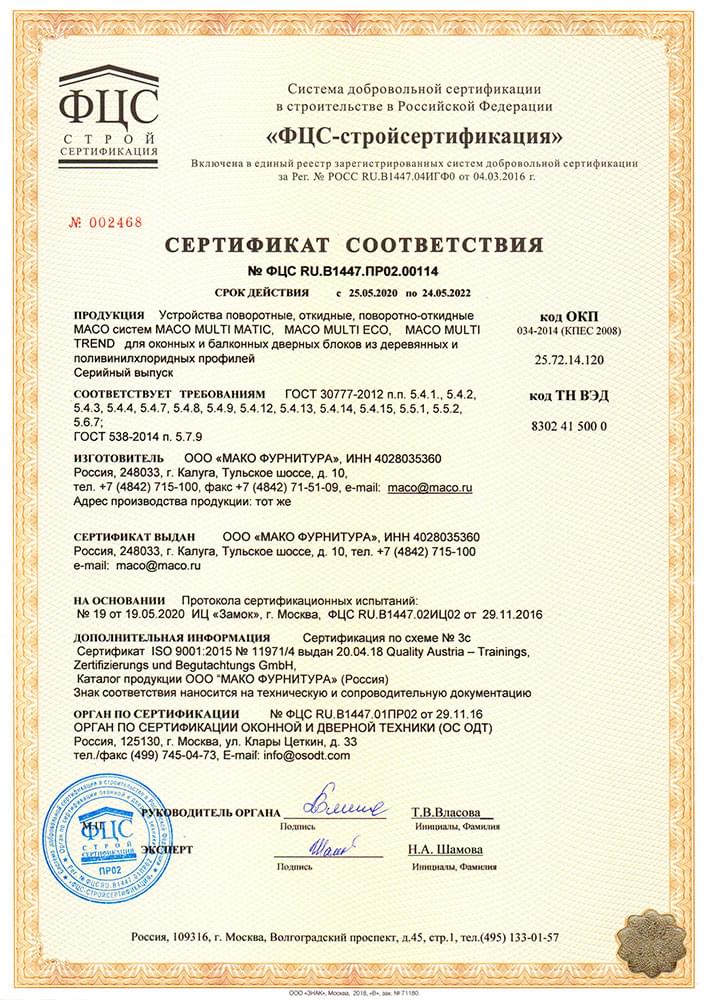 ФЦС
СТРОЙ
СЕРТИФИКАЦИЯ
Система добровольной сертификации
в строительстве в Российской Федерации
«ФЦС-стройсертификация»
Включена в единый реестр зарегистрированных систем добровольной сертификации
за Рег. № РОСС RU.В1447.04ИГФ0 от 04.03.2016 г.
№ 002468
СЕРТИФИКАТ СООТВЕТСТВИЯ
№ ФЦС RU.В1447.ПР02.00114
СРОК ДЕЙСТВИЯ с 25.05.2020 по 24.05.2022
ПРОДУКЦИЯ Устройства поворотные, откидные, поворотно-откидные
МАСО систем MACO MULTI MATIC, MACO MULTI ECO, MACO MULTI
TREND для оконных и балконных дверных блоков из деревянных и
поливинилхлоридных профилей
Серийный выпуск
код ОКП
034-2014 (КПЕС 2008)
25.72.14.120
СООТВЕТСТВУЕТ ТРЕБОВАНИЯМ ГОСТ 30777-2012 п.п. 5.4.1., 5.4.2,
5.4.3, 5.4.4, 5.4.7, 5.4.8, 5.4.9, 5.4.12, 5.4.13, 5.4.14, 5.4.15, 5.5.1, 5.5.2,
5.6.7;
ГОСТ 538-2014 п. 5.7.9
код ТН ВЭД
8302 41 500 0
ИЗГОТОВИТЕЛЬ ООО «МАКО ФУРНИТУРА», ИНН 4028035360
Россия, 248033, г. Калуга, Тульское шоссе, д. 10,
тел. +7 (4842) 715-100, факс +7 (4842) 71-51-09, e-mail: maco@maco.ru
Адрес производства продукции: тот же
СЕРТИФИКАТ ВЫДАН ООО «МАКО ФУРНИТУРА», ИНН 4028035360
Россия, 248033, г. Калуга, Тульское шоссе, д. 10, тел. +7 (4842) 715-100
e-mail: maco@maco.ru
НА ОСНОВАНИИ Протокола сертификационных испытаний:
№ 19 от 19.05.2020 ИЦ «Замок», г. Москва, ФЦС RU.В1447.02ИЦ02 от 29.11.2016
ДОПОЛНИТЕЛЬНАЯ ИНФОРМАЦИЯ Сертификация по схеме № 3с
Сертификат ISO 9001:2015 № 11971/4 выдан 20.04.18 Quality Austria – Trainings,
Zertifizierungs und Begutachtungs GmbH,
Каталог продукции ООО "МАКО ФУРНИТУРА» (Россия)
Знак соответствия наносится на техническую и сопроводительную документацию
ОРГАН ПО СЕРТИФИКАЦИИ № ФЦС RU.В1447.01ПР02 от 29.11.16
ОРГАН ПО СЕРТИФИКАЦИИ ОКОННОЙ И ДВЕРНОЙ ТЕХНИКИ (ОС ОДТ)
Россия, 125130, г. Москва, ул. Клары Цеткин, д. 33
тел./факс (499) 745-04-73, E-mail: info@osodt.com
РУКОВОДИТЕЛЬ ОРГАНА Т.В.Власова
Подпись Инициалы, Фамилия
М.П.
ЭКСПЕРТ Н.А. Шамова
Подпись Инициалы, Фамилия
ФЦС
СТРОЙ
СЕРТИФИКАЦИЯ
ПР02
«ФЦС-СТРОЙСЕРТИФИКАЦИЯ»
Россия, 109316, г. Москва, Волгоградский проспект, д.45, стр.1, тел.(495) 133-01-57
ООО «ЗНАК», Москва, 2018, «В», зак. № 71180.